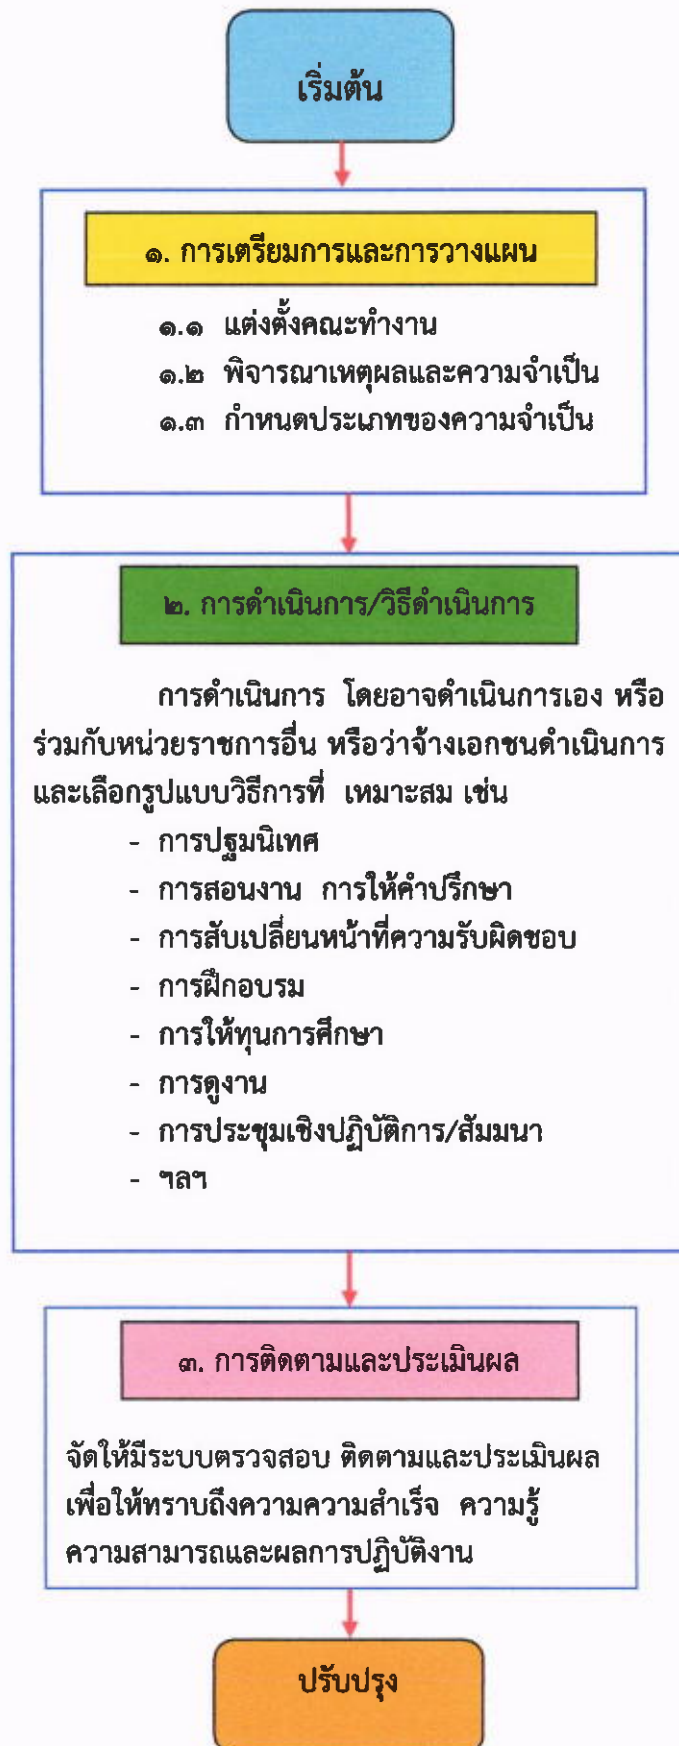 เริ่มต้น
๑. การเตรียมการและการวางแผน
๑.๑ แต่งตั้งคณะทำงาน
๑.๒ พิจารณาเหตุผลและความจำเป็น
๑.๓ กำหนดประเภทของความจำเป็น
๒. การดำเนินการ/วิธีดำเนินการ
การดำเนินการ โดยอาจดำเนินการเอง หรือ
ร่วมกับหน่วยราชการอื่น หรือว่าจ้างเอกชนดำเนินการ
และเลือกรูปแบบวิธีการที่ เหมาะสม เช่น
- การปฐมนิเทศ
- การสอนงาน การให้คำปรึกษา
- การสับเปลี่ยนหน้าที่ความรับผิดชอบ
- การฝึกอบรม
- การให้ทุนการศึกษา
- การดูงาน
- การประชุมเชิงปฏิบัติการ/สัมมนา
- ฯลฯ
๓. การติดตามและประเมินผล
จัดให้มีระบบตรวจสอบ ติดตามและประเมินผล
เพื่อให้ทราบถึงความความสำเร็จ ความรู้
ความสามารถและผลการปฏิบัติงาน
ปรับปรุง